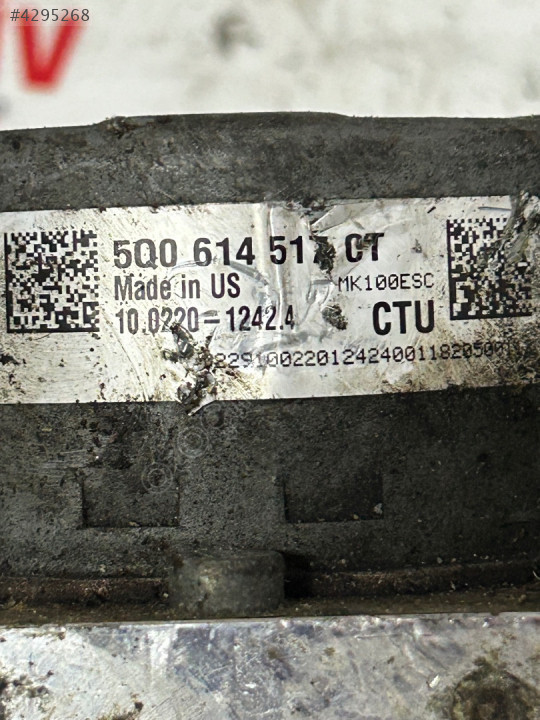 #4295268
5Q0 614 517 CT
Made in US
MK100ESC
10.0220-1242.4
CTU